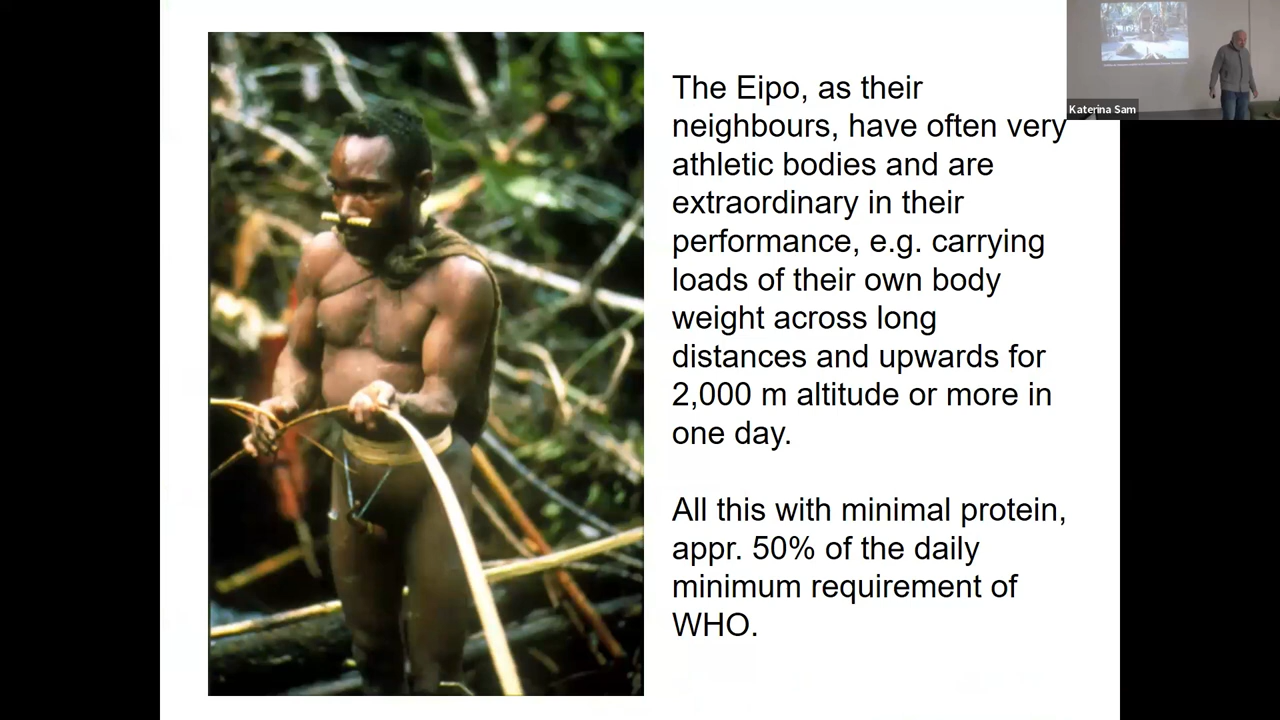 The Eipo, as their
neighbours, have often very
athletic bodies and are
extraordinary in their
performance, e.g. carrying
loads of their own body
weight across long
distances and upwards for
2,000 m altitude or more in
one day.
All this with minimal protein,
appr. 50% of the daily
minimum requirement of
WHO.
Katerina Sam